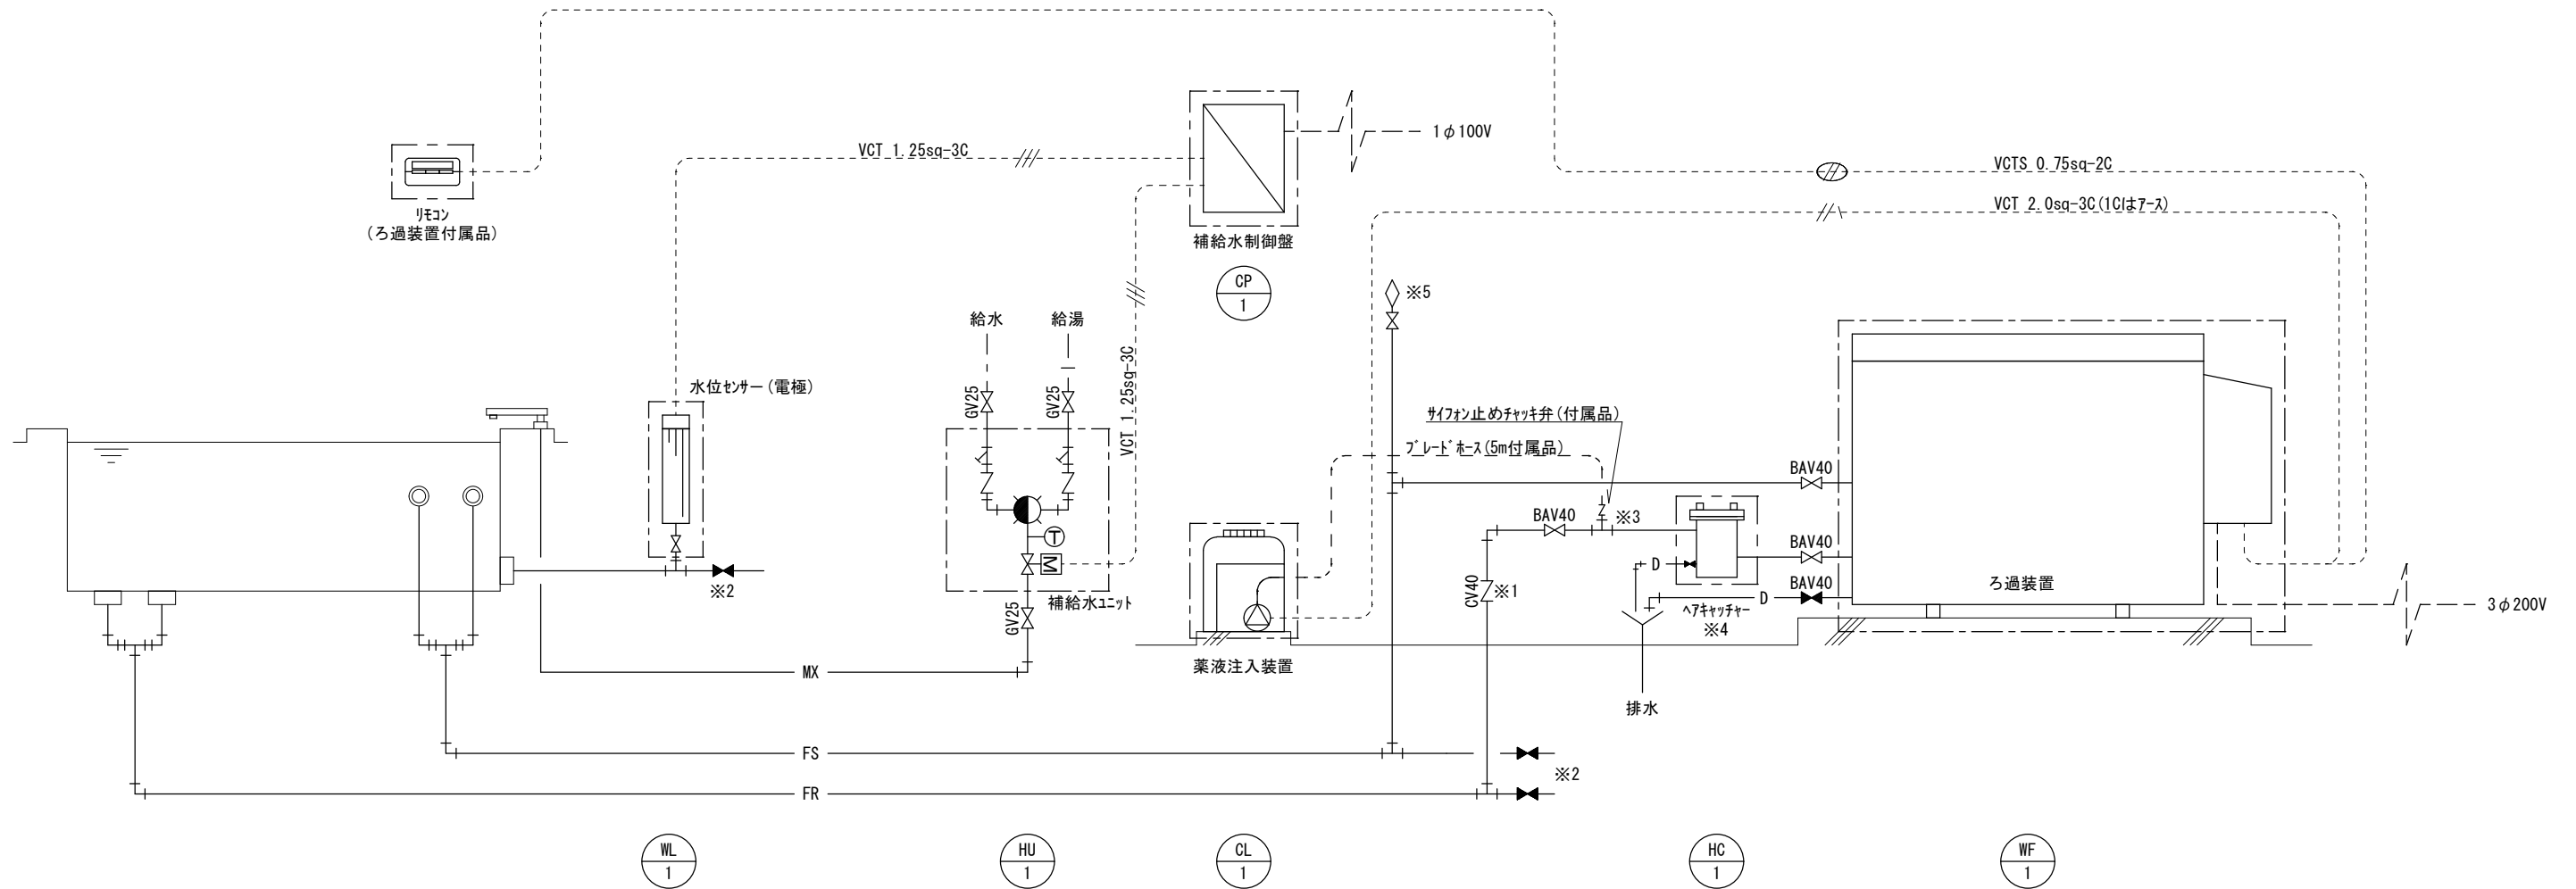 1φ100V
VCT 1.25sq-3C
VCTS 0.75sq-2C
リモコン
(ろ過装置付属品)
VCT 2.0sq-3C(1Cはアース)
補給水制御盤
CP
1
※5
給水
給湯
VCT 1.25sq-3C
水位センサー(電極)
GV25
GV25
サイフォン止めチャッキ弁(付属品)
ブレードホース(5m付属品)
BAV40
BAV40
※3
T
BAV40
M
D
CV40
※1
BAV40
ろ過装置
※2
補給水ユニット
GV25
D
ヘアキャッチャー
※4
3φ200V
薬液注入装置
MX
排水
FS
※2
FR
WL
1
HU
1
CL
1
HC
1
WF
1